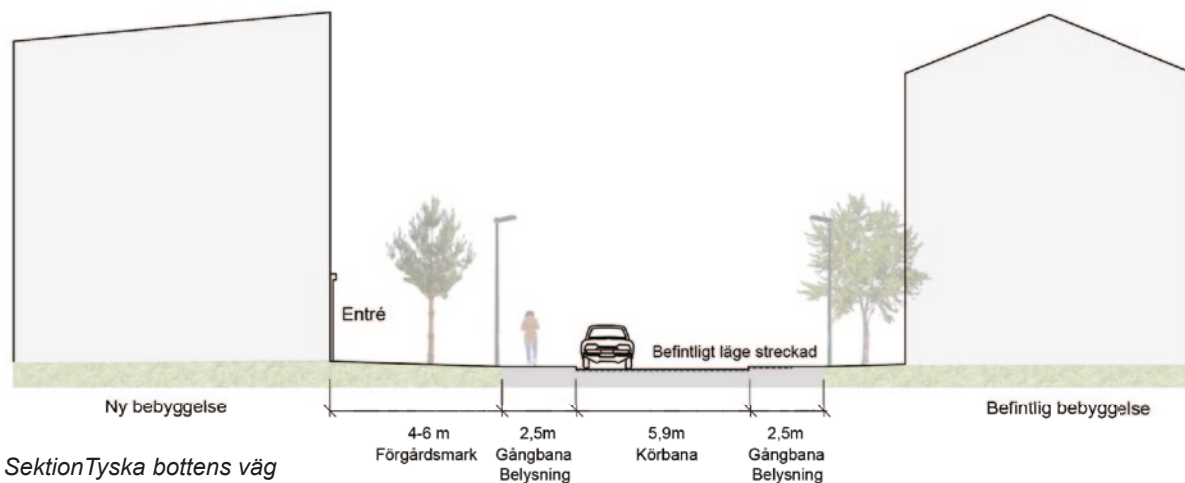 Entré
Befintligt läge streckad
Ny bebyggelse
Befintlig bebyggelse
4-6 m
Förgårdsmark
2,5m
Gångbana
Belysning
5,9m
Körbana
2,5m
Gångbana
Belysning
SektionTyska bottens väg